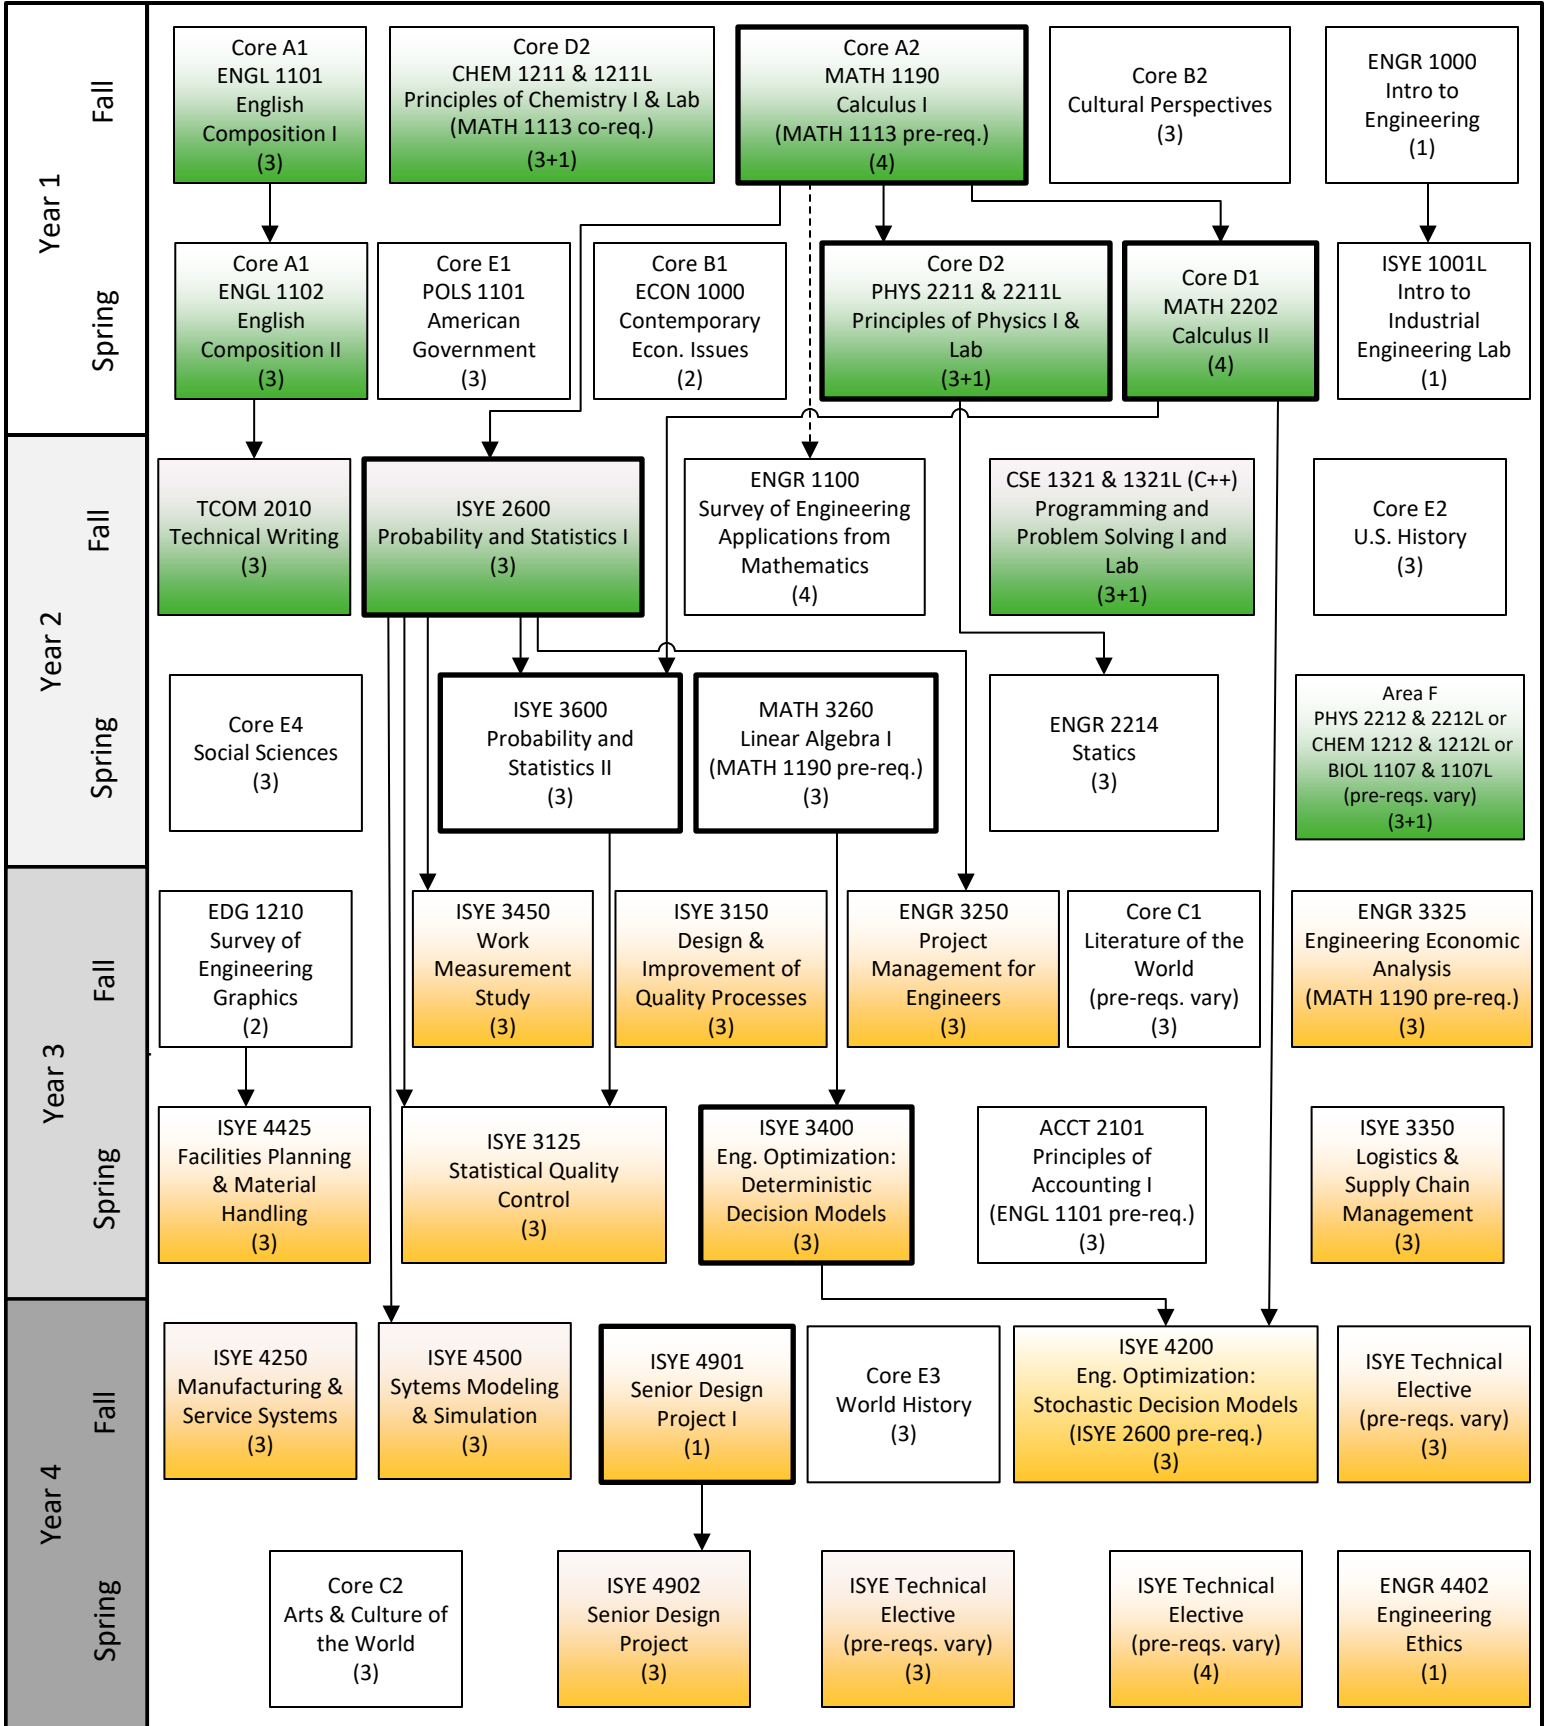 Year 1
Fall
Core A1
ENGL 1101
English
Composition I
(3)
Core D2
CHEM 1211 & 1211L
Principles of Chemistry I & Lab
(MATH 1113 co-req.)
(3+1)
Core A2
MATH 1190
Calculus I
(MATH 1113 pre-req.)
(4)
Core B2
Cultural Perspectives
(3)
ENGR 1000
Intro to
Engineering
(1)
Spring
Core A1
ENGL 1102
English
Composition II
(3)
Core E1
POLS 1101
American
Government
(3)
Core B1
ECON 1000
Contemporary
Econ. Issues
(2)
Core D2
PHYS 2211 & 2211L
Principles of Physics I &
Lab
(3+1)
Core D1
MATH 2202
Calculus II
(4)
ISYE 1001L
Intro to
Industrial
Engineering Lab
(1)
Year 2
Fall
TCOM 2010
Technical Writing
(3)
ISYE 2600
Probability and Statistics I
(3)
ENGR 1100
Survey of Engineering
Applications from
Mathematics
(4)
CSE 1321 & 1321L (C++)
Programming and
Problem Solving I and
Lab
(3+1)
Core E2
U.S. History
(3)
Spring
Core E4
Social Sciences
(3)
ISYE 3600
Probability and
Statistics II
(3)
MATH 3260
Linear Algebra I
(MATH 1190 pre-req.)
(3)
ENGR 2214
Statics
(3)
Area F
PHYS 2212 & 2212L or
CHEM 1212 & 1212L or
BIOL 1107 & 1107L
(pre-reqs. vary)
(3+1)
Year 3
Fall
EDG 1210
Survey of
Engineering
Graphics
(2)
ISYE 3450
Work
Measurement
Study
(3)
ISYE 3150
Design &
Improvement of
Quality Processes
(3)
ENGR 3250
Project
Management for
Engineers
(3)
Core C1
Literature of the
World
(pre-reqs. vary)
(3)
ENGR 3325
Engineering Economic
Analysis
(MATH 1190 pre-req.)
(3)
Spring
ISYE 4425
Facilities Planning
& Material
Handling
(3)
ISYE 3125
Statistical Quality
Control
(3)
ISYE 3400
Eng. Optimization:
Deterministic
Decision Models
(3)
ACCT 2101
Principles of
Accounting I
(ENGL 1101 pre-req.)
(3)
ISYE 3350
Logistics &
Supply Chain
Management
(3)
Year 4
Fall
ISYE 4250
Manufacturing &
Service Systems
(3)
ISYE 4500
Sytems Modeling
& Simulation
(3)
ISYE 4901
Senior Design
Project I
(1)
Core E3
World History
(3)
ISYE 4200
Eng. Optimization:
Stochastic Decision Models
(ISYE 2600 pre-req.)
(3)
ISYE Technical
Elective
(pre-reqs. vary)
(3)
Spring
Core C2
Arts & Culture of
the World
(3)
ISYE 4902
Senior Design
Project
(3)
ISYE Technical
Elective
(pre-reqs. vary)
(3)
ISYE Technical
Elective
(pre-reqs. vary)
(4)
ENGR 4402
Engineering
Ethics
(1)